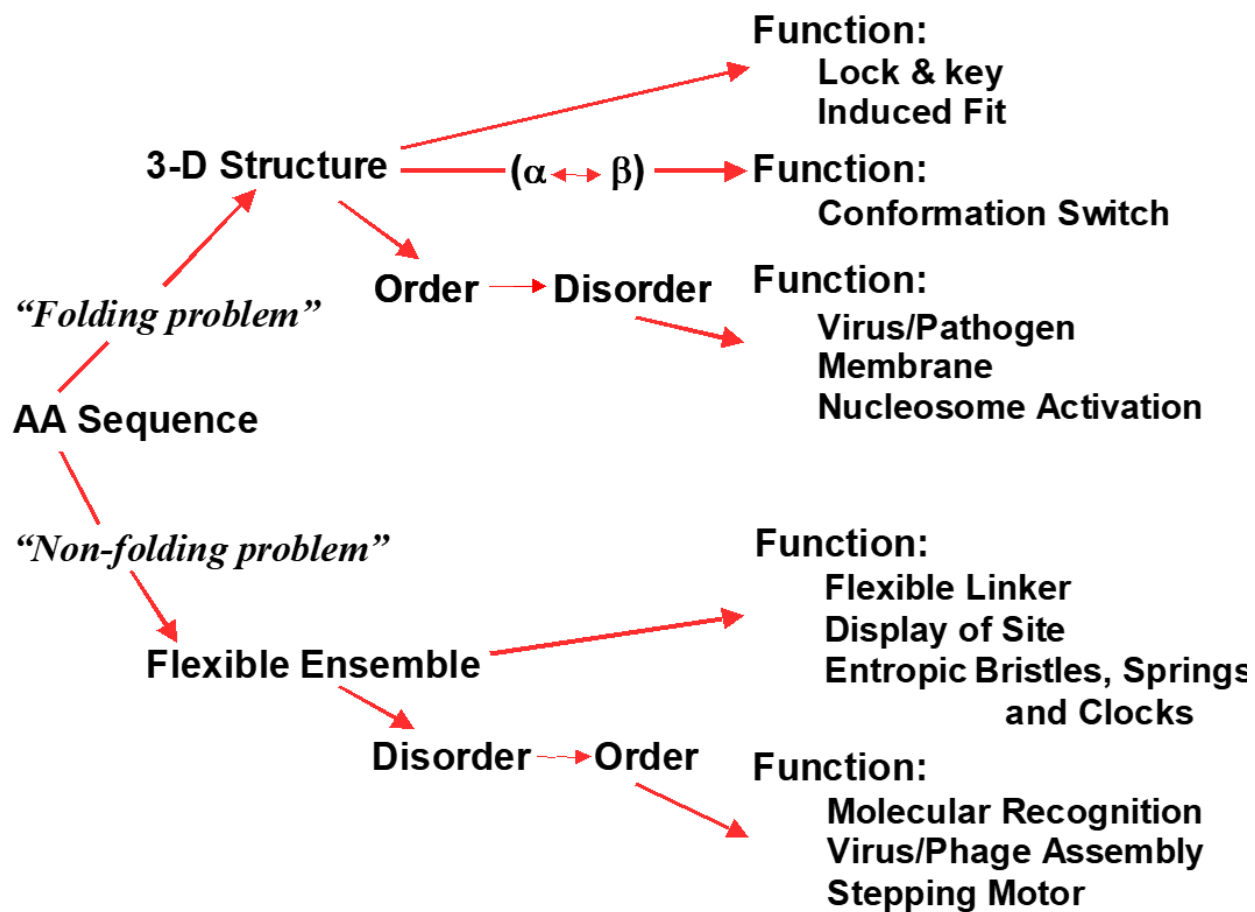 Function:
Lock & key
Induced Fit
3-D Structure
(α β)
Function:
Conformation Switch
Order
Disorder
Function:
Virus/Pathogen
Membrane
Nucleosome Activation
“Folding problem”
AA Sequence
“Non-folding problem”
Function:
Flexible Linker
Display of Site
Entropic Bristles, Springs
and Clocks
Flexible Ensemble
Disorder
Order
Function:
Molecular Recognition
Virus/Phage Assembly
Stepping Motor